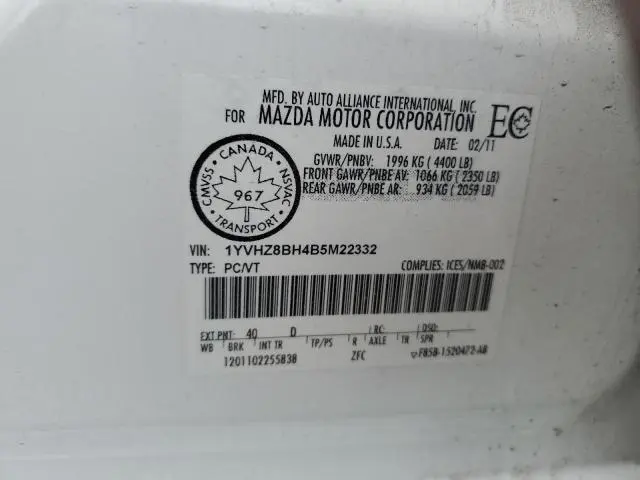 MFD. BY AUTO ALLIANCE INTERNATIONAL, INC.
FOR MAZDA MOTOR CORPORATION
EC
MADE IN U.S.A. DATE: 02/11
GVWR/PNBV: 1996 KG ( 4400 LB)
FRONT GAWR/PNBE AV: 1066 KG ( 2350 LB)
REAR GAWR/PNBE AR: 934 KG ( 2059 LB)
CANADA
CMVSS
NSVAC
967
TRANSPORT
VIN: 1YVHZ8BH4B5M22332
TYPE: PC/VT COMPLIES: ICES/NMB-002
EXT PNT: 40 D RC: DSO:
WB BRK INT TR TP/PS R AXLE TR SPR
1201102255838 ZFC F85B-1520472-AB